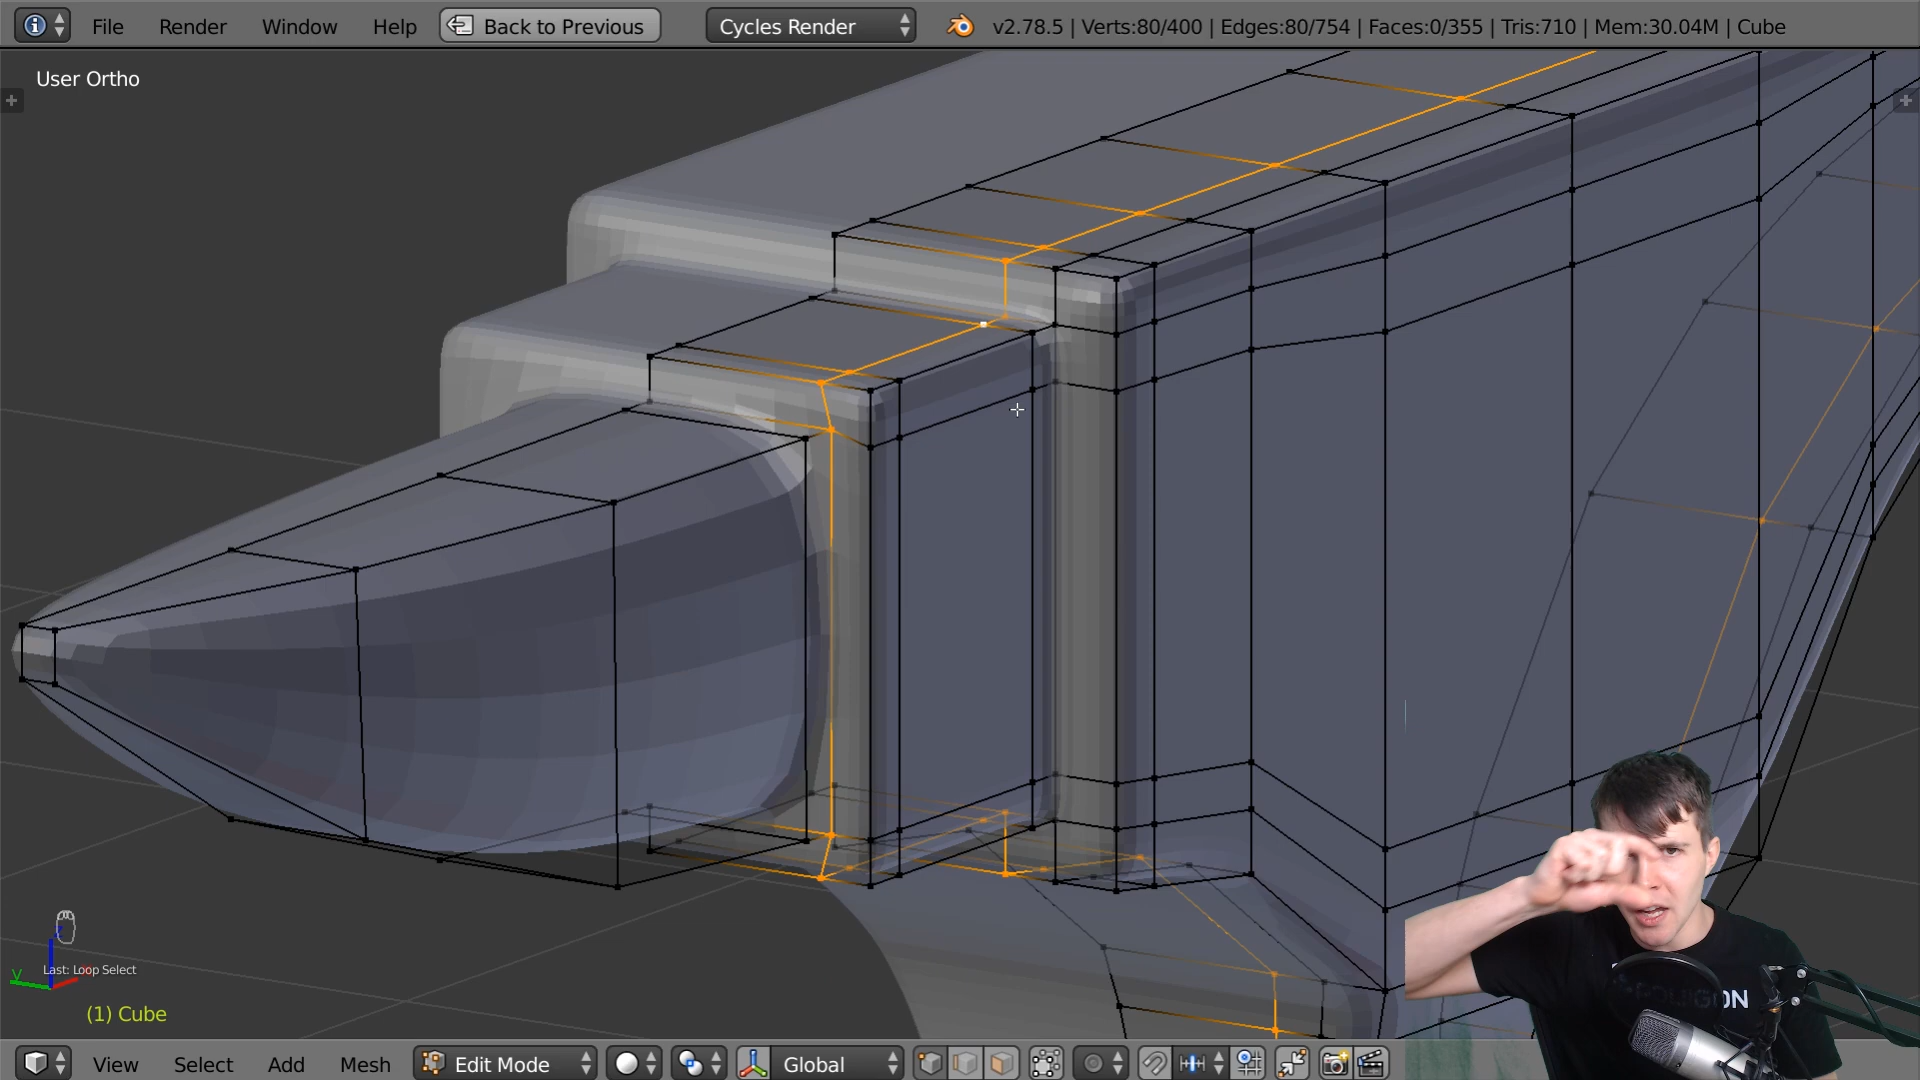 File Render Window Help Back to Previous Cycles Render v2.78.5 | Verts:80/400 | Edges:80/754 | Faces:0/355 | Tris:710 | Mem:30.04M | Cube
User Ortho
Last: Loop Select
y
(1) Cube
View Select Add Mesh Edit Mode Global